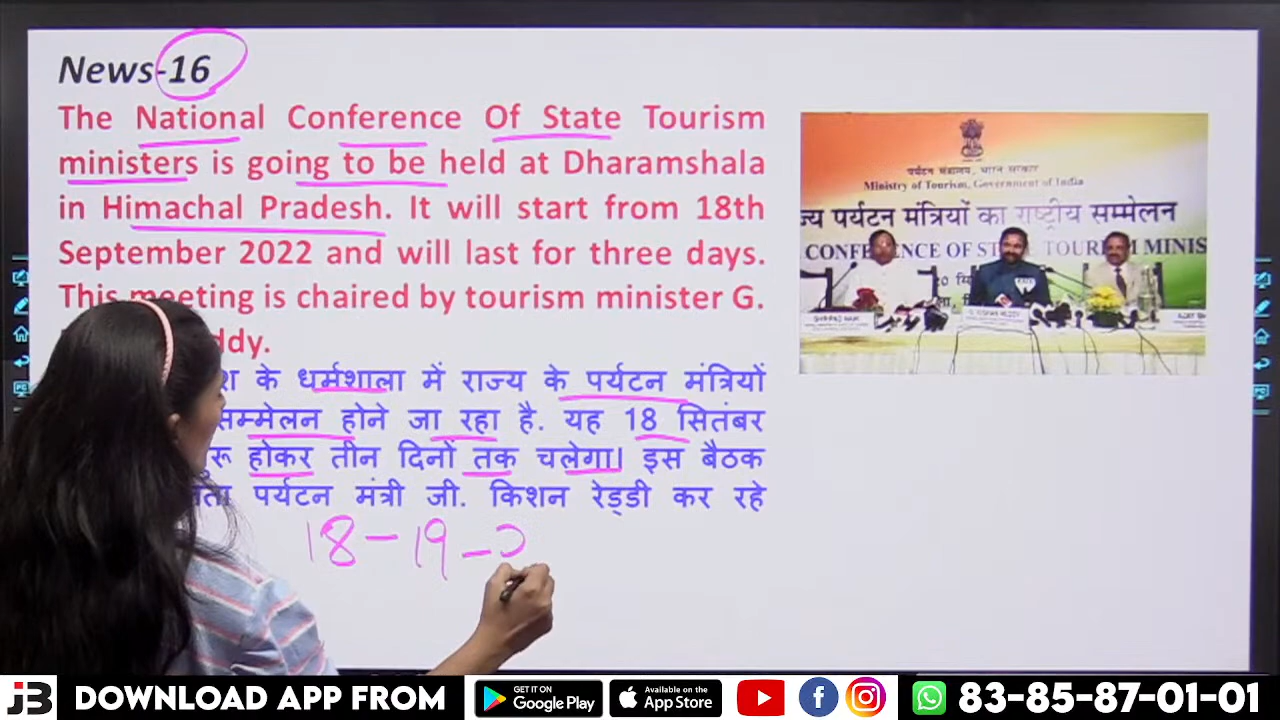 News-16
The National Conference Of State Tourism
ministers is going to be held at Dharamshala
in Himachal Pradesh. It will start from 18th
September 2022 and will last for three days.
This meeting is chaired by tourism minister G.
ddy.
के धर्मशाला में राज्य के पर्यटन मंत्रियों
सम्मेलन होने जा रहा है. यह 18 सितंबर
होकर तीन दिनों तक चलेगा। इस बैठक
पर्यटन मंत्री जी. किशन रेड्डी कर रहे
18-19-2
पर्यटन मंत्रालय, भारत सरकार
Ministry of Tourism, Government of India
ज्य पर्यटन मंत्रियों का राष्ट्रीय सम्मेलन
CONFERENCE OF STATE TOURISM MINIS
JB DOWNLOAD APP FROM GET IT ON Google Play Available on the App Store 83-85-87-01-01